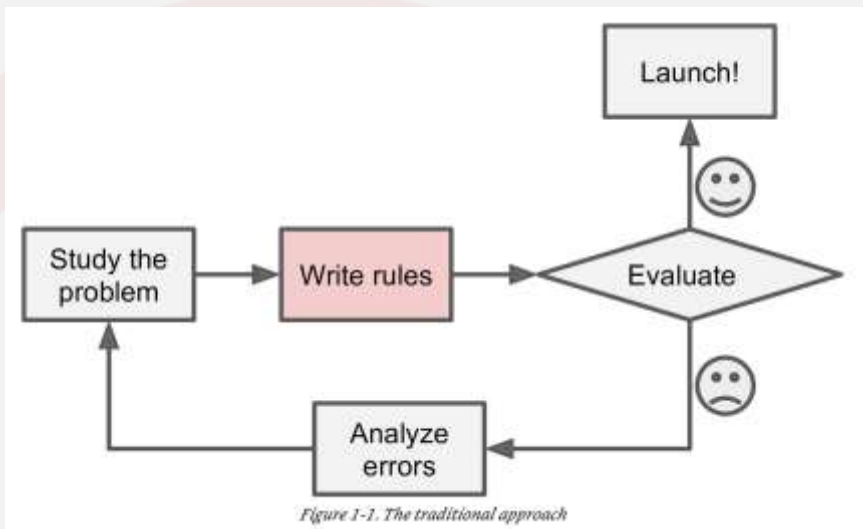 Launch!
Study the
problem
Write rules
Evaluate
Analyze
errors
Figure 1-1. The traditional approach